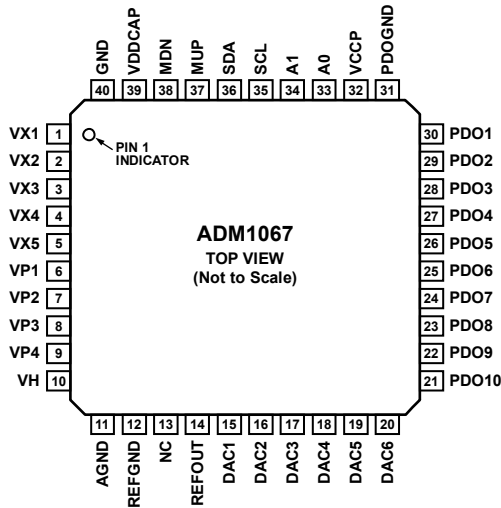 GND
VDDCAP
MDN
MUP
SDA
SCL
A1
A0
VCCP
PDOGND
40
39
38
37
36
35
34
33
32
31
VX1 1
VX2 2
VX3 3
VX4 4
VX5 5
VP1 6
VP2 7
VP3 8
VP4 9
VH 10
PIN 1
INDICATOR
ADM1067
TOP VIEW
(Not to Scale)
30 PDO1
29 PDO2
28 PDO3
27 PDO4
26 PDO5
25 PDO6
24 PDO7
23 PDO8
22 PDO9
21 PDO10
11
12
13
14
15
16
17
18
19
20
AGND
REFGND
NC
REFOUT
DAC1
DAC2
DAC3
DAC4
DAC5
DAC6